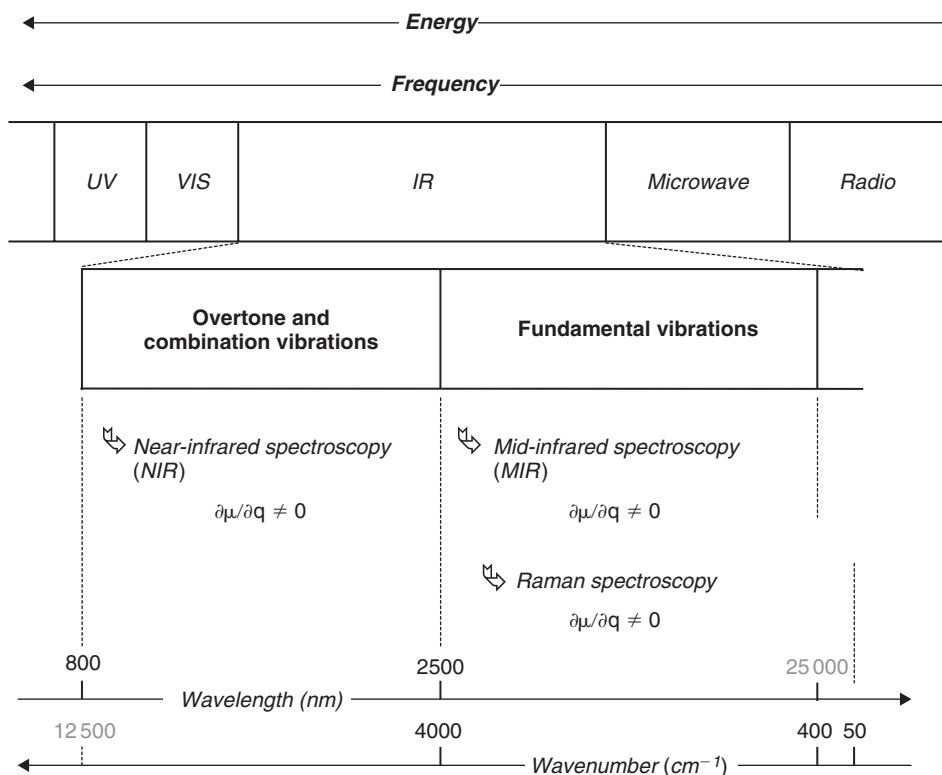 Energy
Frequency
UV VIS IR Microwave Radio
Overtone and
combination vibrations
Fundamental vibrations
Near-infrared spectroscopy
(NIR)
∂μ/∂q ≠ 0
Mid-infrared spectroscopy
(MIR)
∂μ/∂q ≠ 0
Raman spectroscopy
∂μ/∂q ≠ 0
800 2500 25 000
Wavelength (nm)
12 500 4000 400 50
Wavenumber (cm⁻¹)